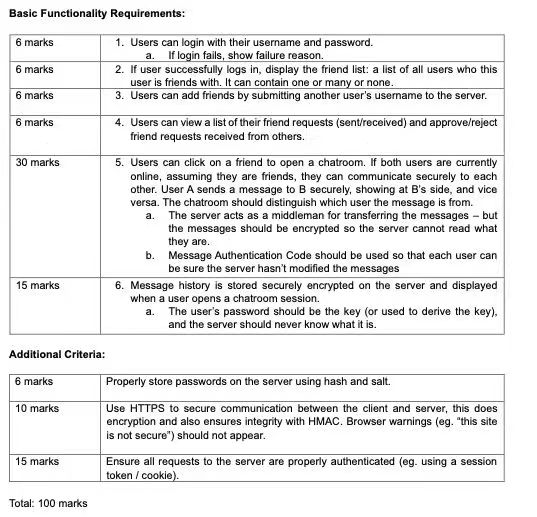 Basic Functionality Requirements:
6 marks
1. Users can login with their username and password.
a. If login fails, show failure reason.
6 marks
2. If user successfully logs in, display the friend list: a list of all users who this
user is friends with. It can contain one or many or none.
6 marks
3. Users can add friends by submitting another user's username to the server.
6 marks
4. Users can view a list of their friend requests (sent/received) and approve/reject
friend requests received from others.
30 marks
5. Users can click on a friend to open a chatroom. If both users are currently
online, assuming they are friends, they can communicate securely to each
other. User A sends a message to B securely, showing at B's side, and vice
versa. The chatroom should distinguish which user the message is from.
a. The server acts as a middleman for transferring the messages – but
the messages should be encrypted so the server cannot read what
they are.
b. Message Authentication Code should be used so that each user can
be sure the server hasn't modified the messages
15 marks
6. Message history is stored securely encrypted on the server and displayed
when a user opens a chatroom session.
a. The user's password should be the key (or used to derive the key),
and the server should never know what it is.
Additional Criteria:
6 marks
Properly store passwords on the server using hash and salt.
10 marks
Use HTTPS to secure communication between the client and server, this does
encryption and also ensures integrity with HMAC. Browser warnings (eg. "this site
is not secure") should not appear.
15 marks
Ensure all requests to the server are properly authenticated (eg. using a session
token / cookie).
Total: 100 marks